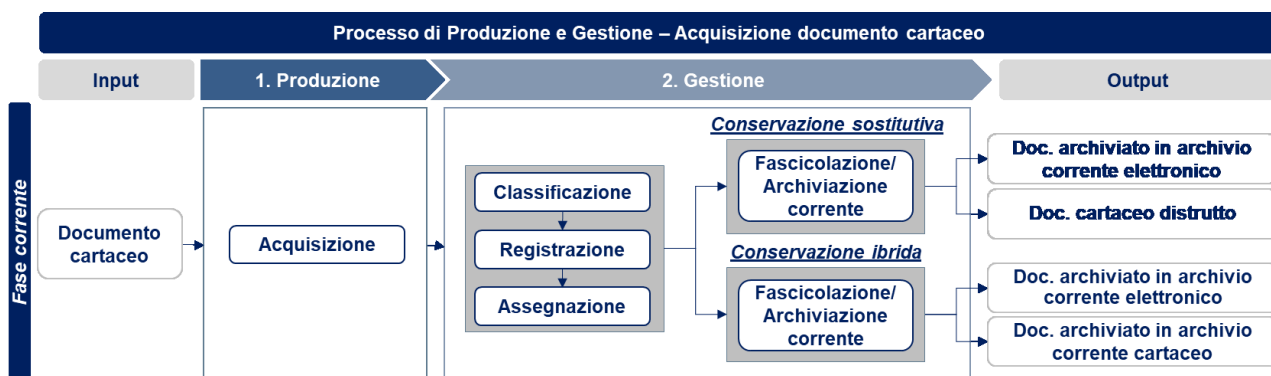 Processo di Produzione e Gestione – Acquisizione documento cartaceo
Input
1. Produzione
2. Gestione
Output
Fase corrente
Documento
cartaceo
Acquisizione
Classificazione
Registrazione
Assegnazione
Conservazione sostitutiva
Fascicolazione/
Archiviazione
corrente
Conservazione ibrida
Fascicolazione/
Archiviazione
corrente
Doc. archiviato in archivio
corrente elettronico
Doc. cartaceo distrutto
Doc. archiviato in archivio
corrente elettronico
Doc. archiviato in archivio
corrente cartaceo